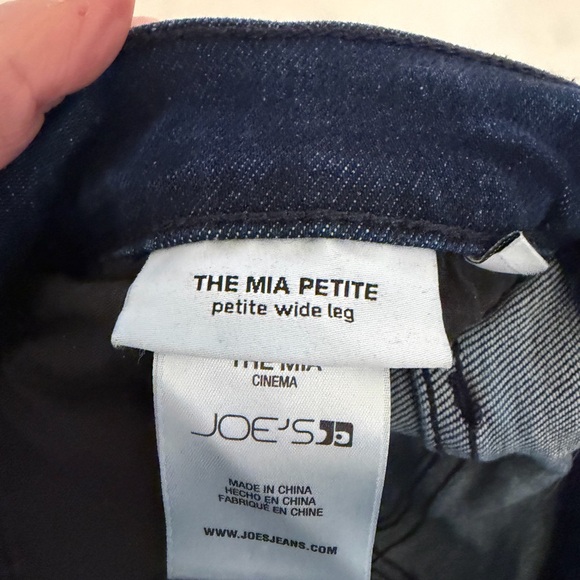 THE MIA PETITE
petite wide leg
THE MIA
CINEMA
JOE'S
MADE IN CHINA
HECHO EN CHINA
FABRIQUÉ EN CHINE
WWW.JOESJEANS.COM